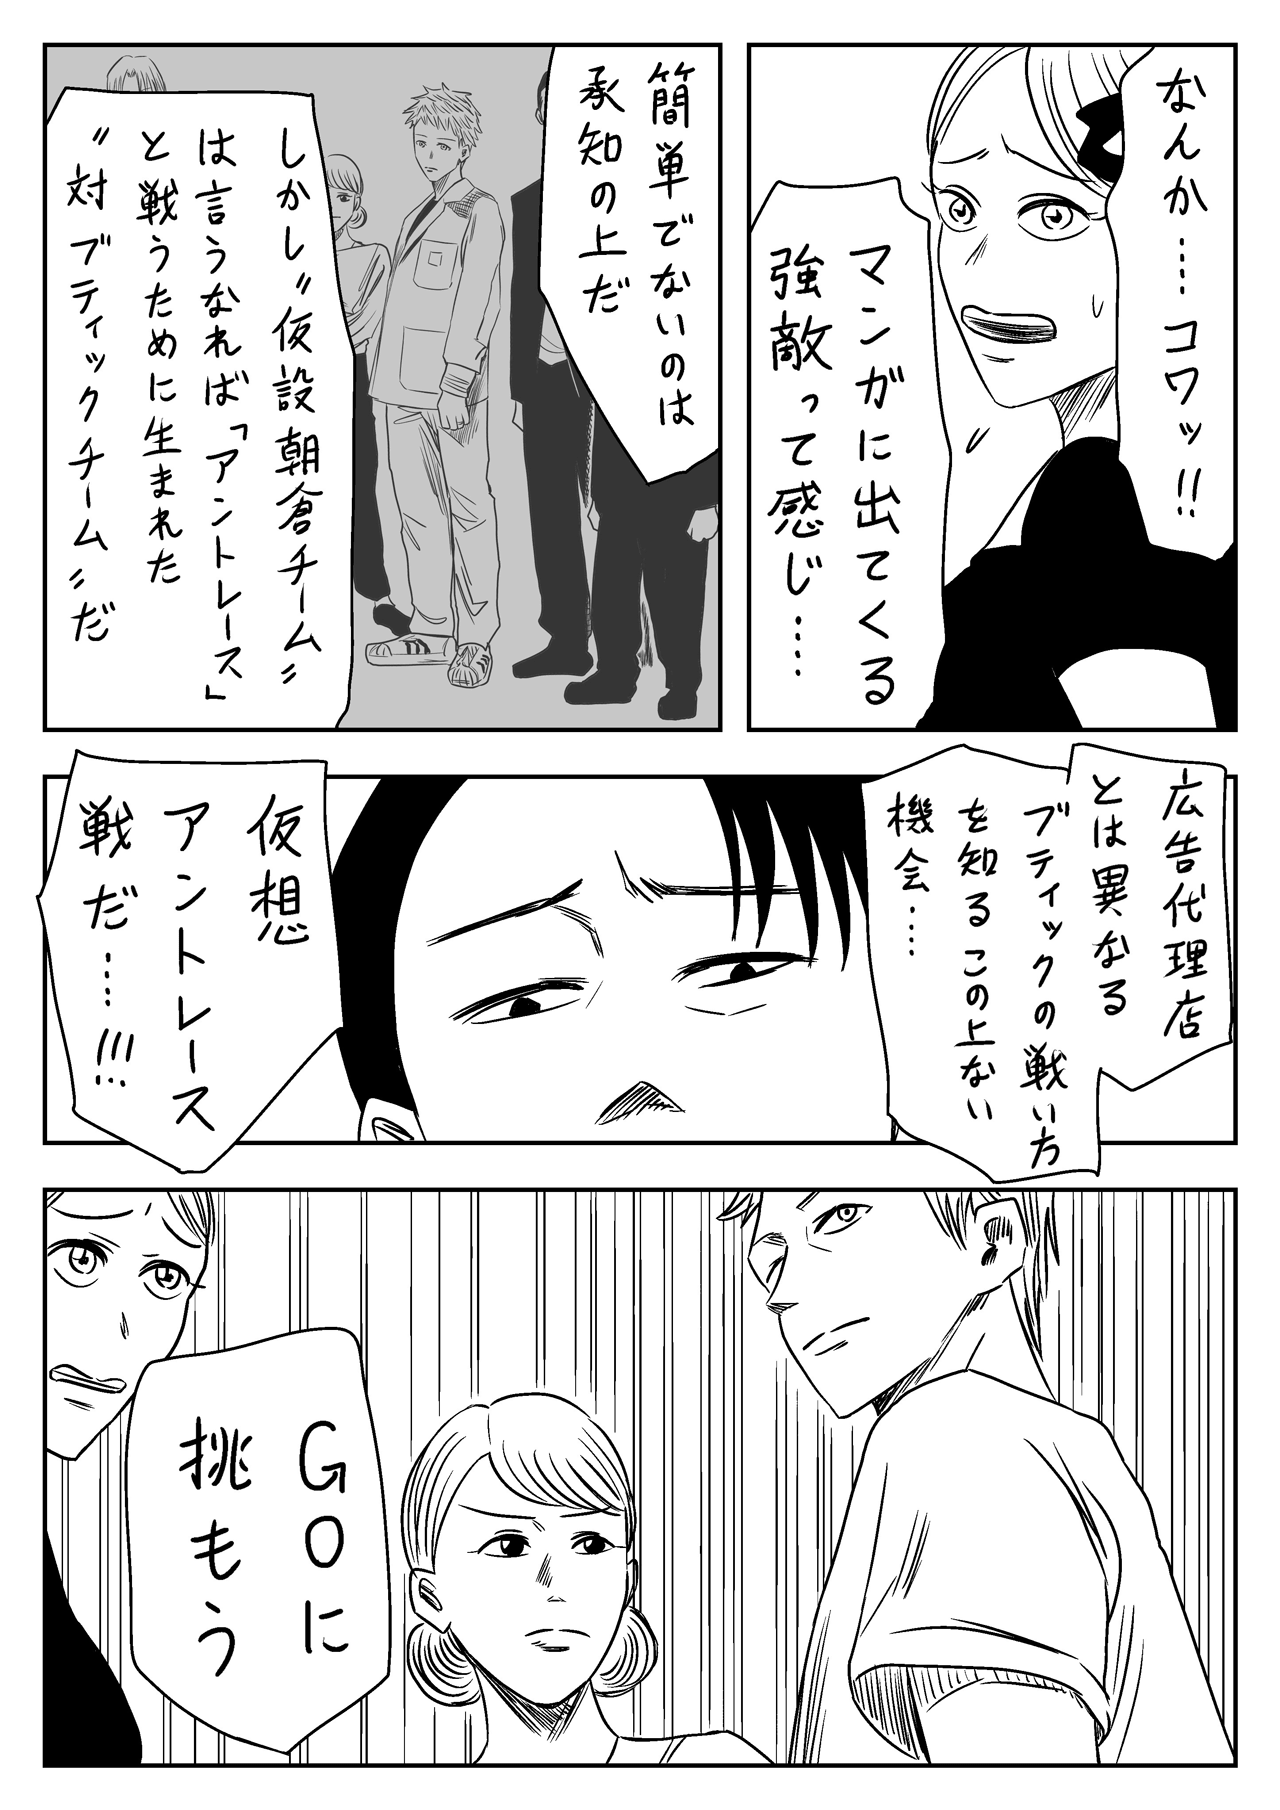 なんか……コワッ!!
マンガに出てくる
強敵って感じ……
簡単でないのは
承知の上だ
しかし〝仮設朝倉チーム〟
は言うなれば「アントレース」
と戦うために生まれた
〝対ブティックチーム〟だ
広告代理店
とは異なる
ブティックの戦い方
を知るこの上ない
機会……
仮想
アントレース
戦だ……!!!
GOに
挑もう